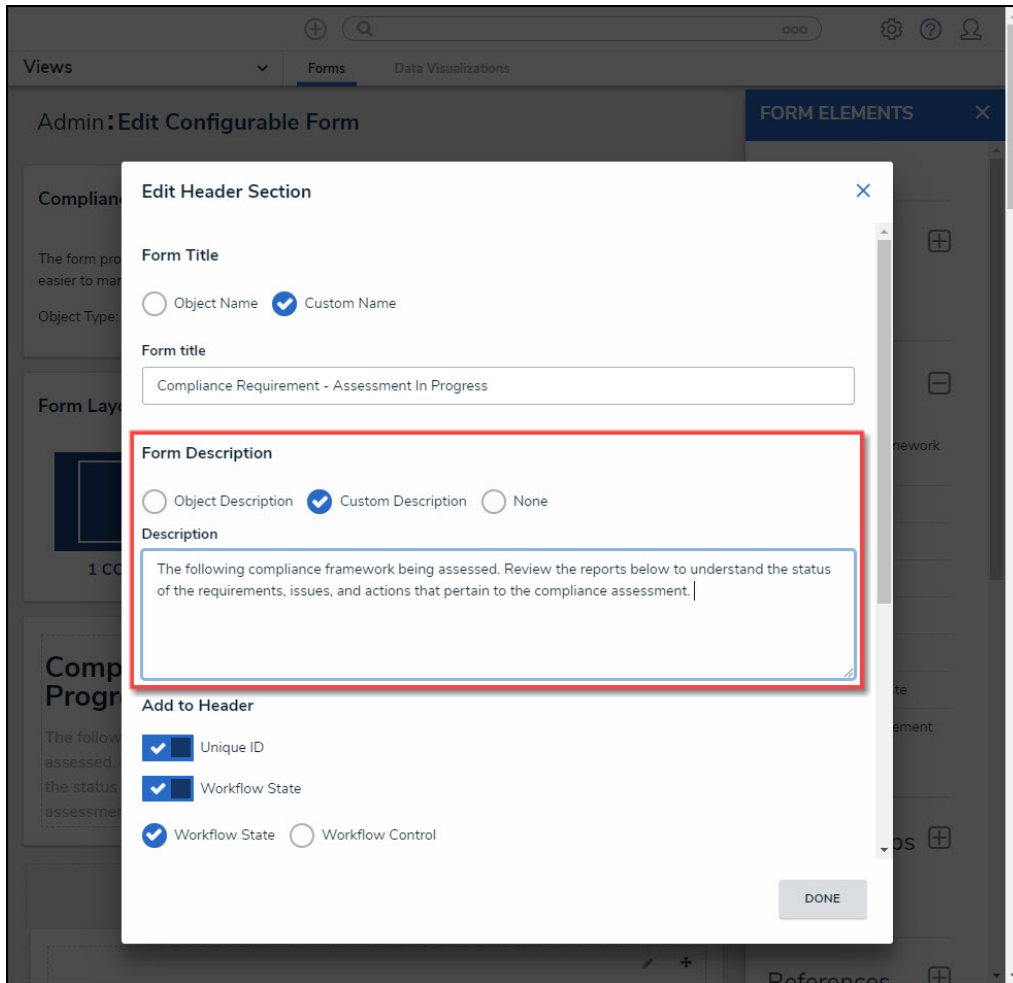 Views
Forms
Data Visualizations
Admin:Edit Configurable Form
FORM ELEMENTS
Edit Header Section
Form Title
Object Name
Custom Name
Form title
Compliance Requirement - Assessment In Progress
Form Description
Object Description
Custom Description
None
Description
The following compliance framework being assessed. Review the reports below to understand the status
of the requirements, issues, and actions that pertain to the compliance assessment.
Add to Header
Unique ID
Workflow State
Workflow State
Workflow Control
DONE
Complian
The form pro
easier to mar
Object Type:
Form Layo
1 CO
Comp
Progr
The follow
assessed.
the status
assessmen
nework
te
ement
ps
References